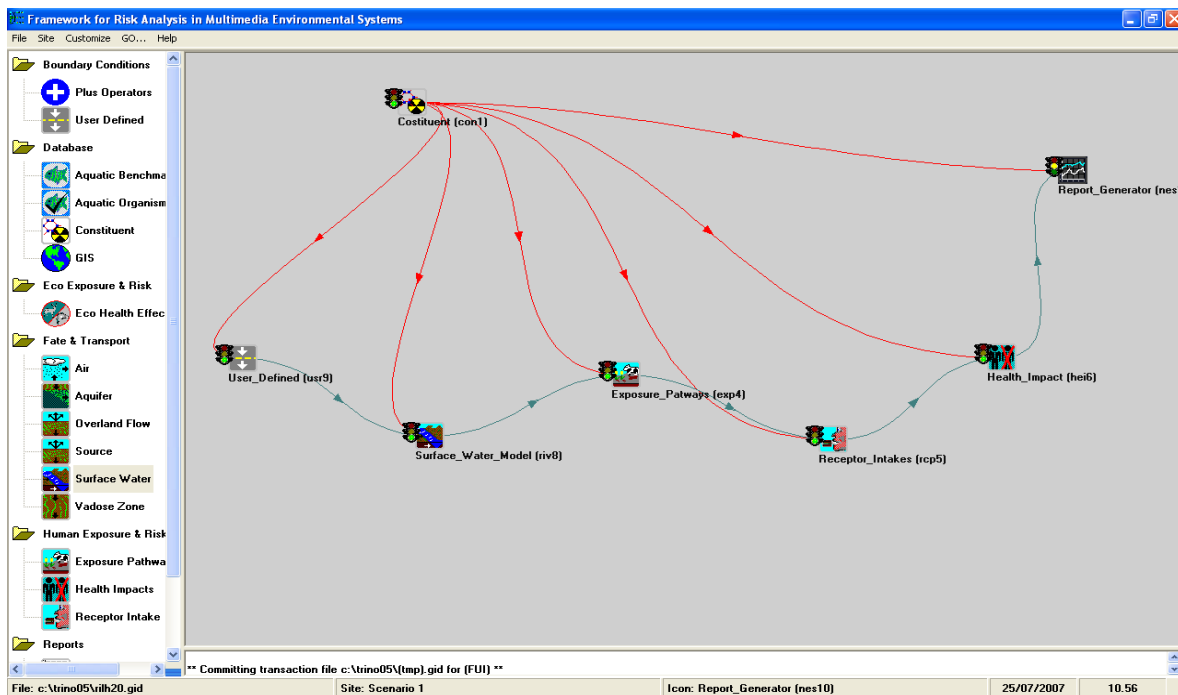 Framework for Risk Analysis in Multimedia Environmental Systems
File Site Customize GO... Help
Boundary Conditions
Plus Operators
User Defined
Database
Aquatic Benchma
Aquatic Organism
Constituent
GIS
Eco Exposure & Risk
Eco Health Effec
Fate & Transport
Air
Aquifer
Overland Flow
Source
Surface Water
Vadose Zone
Human Exposure & Risk
Exposure Pathwa
Health Impacts
Receptor Intake
Reports
Costituent (con1)
Report_Generator (nes
User_Defined (usr9)
Exposure_Patways (exp4)
Health_Impact (hei6)
Surface_Water_Model (riv8)
Receptor_Intakes (rcp5)
** Committing transaction file c:\trino05\(tmp).gid for (FUI) **
File: c:\trino05\rilh20.gid Site: Scenario 1 Icon: Report_Generator (nes10) 25/07/2007 10.56